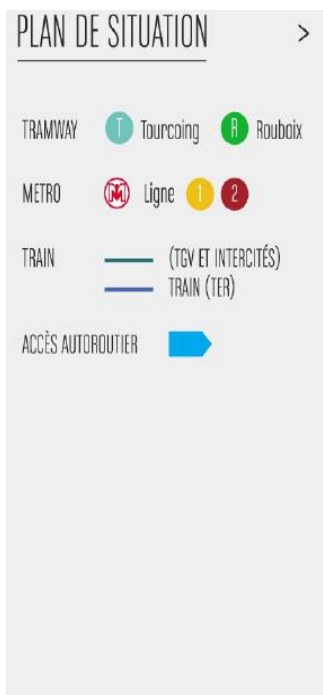 PLAN DE SITUATION >
TRAMWAY T Tourcoing R Roubaix
METRO M Ligne 1 2
TRAIN (TGV ET INTERCITÉS)
TRAIN (TER)
ACCÈS AUTOROUTIER